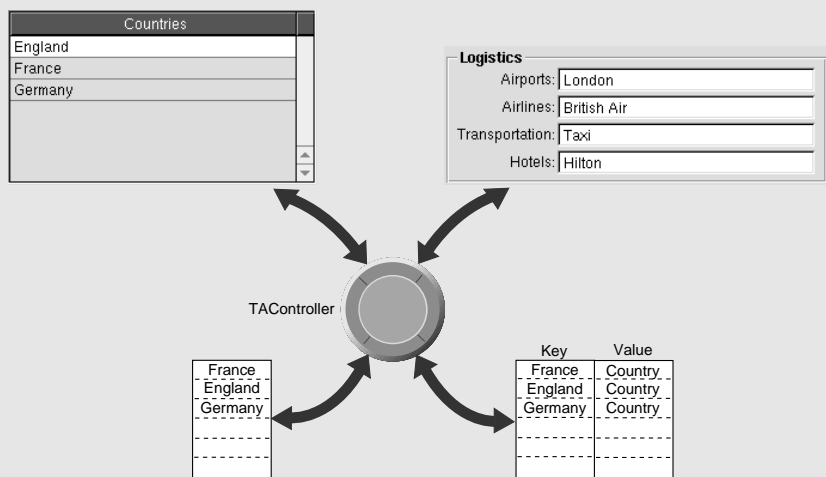 Countries
England
France
Germany
Logistics
Airports: London
Airlines: British Air
Transportation: Taxi
Hotels: Hilton
TAController
France
England
Germany
Key Value
France Country
England Country
Germany Country